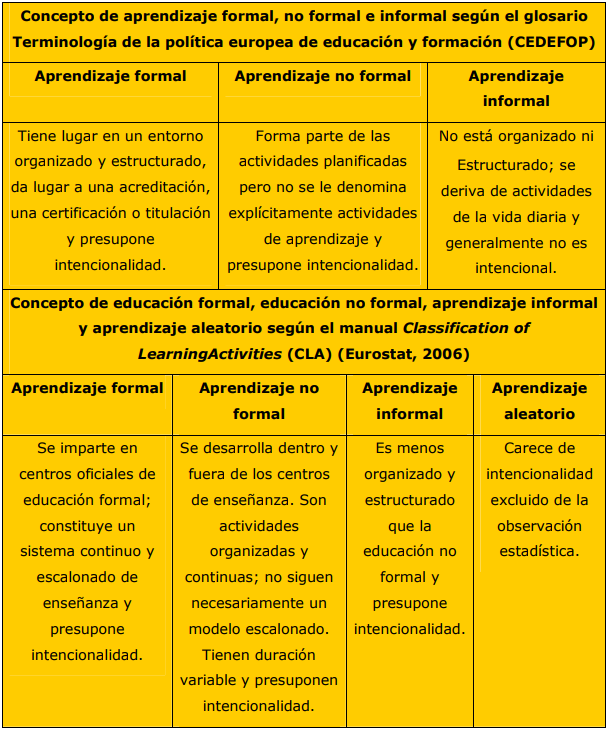 Concepto de aprendizaje formal, no formal e informal según el glosario
Terminología de la política europea de educación y formación (CEDEFOP)
Aprendizaje formal
Aprendizaje no formal
Aprendizaje
informal
Tiene lugar en un entorno
organizado y estructurado,
da lugar a una acreditación,
una certificación o titulación
y presupone
intencionalidad.
Forma parte de las
actividades planificadas
pero no se le denomina
explícitamente actividades
de aprendizaje y
presupone intencionalidad.
No está organizado ni
Estructurado; se
deriva de actividades
de la vida diaria y
generalmente no es
intencional.
Concepto de educación formal, educación no formal, aprendizaje informal
y aprendizaje aleatorio según el manual Classification of
LearningActivities (CLA) (Eurostat, 2006)
Aprendizaje formal
Aprendizaje no
formal
Aprendizaje
informal
Aprendizaje
aleatorio
Se imparte en
centros oficiales de
educación formal;
constituye un
sistema continuo y
escalonado de
enseñanza y
presupone
intencionalidad.
Se desarrolla dentro y
fuera de los centros
de enseñanza. Son
actividades
organizadas y
continuas; no siguen
necesariamente un
modelo escalonado.
Tienen duración
variable y presuponen
intencionalidad.
Es menos
organizado y
estructurado
que la
educación no
formal y
presupone
intencionalidad.
Carece de
intencionalidad
excluido de la
observación
estadística.